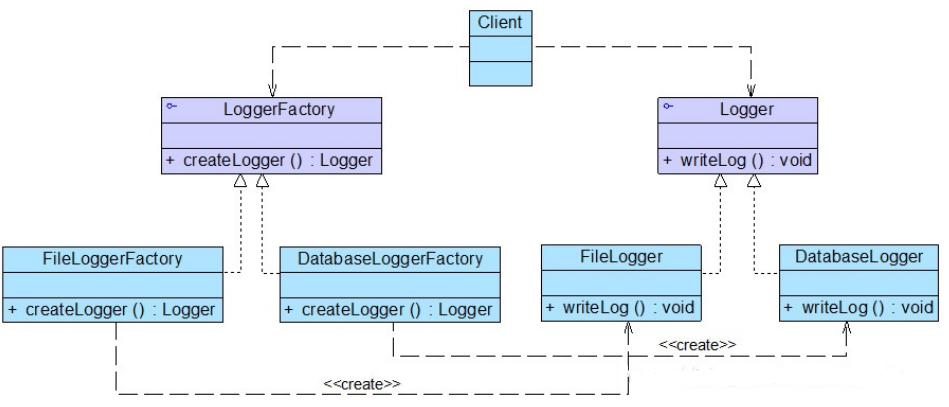 Client
LoggerFactory
+ createLogger () : Logger
Logger
+ writeLog () : void
FileLoggerFactory
+ createLogger () : Logger
DatabaseLoggerFactory
+ createLogger () : Logger
FileLogger
+ writeLog () : void
DatabaseLogger
+ writeLog () : void
<<create>>
<<create>>